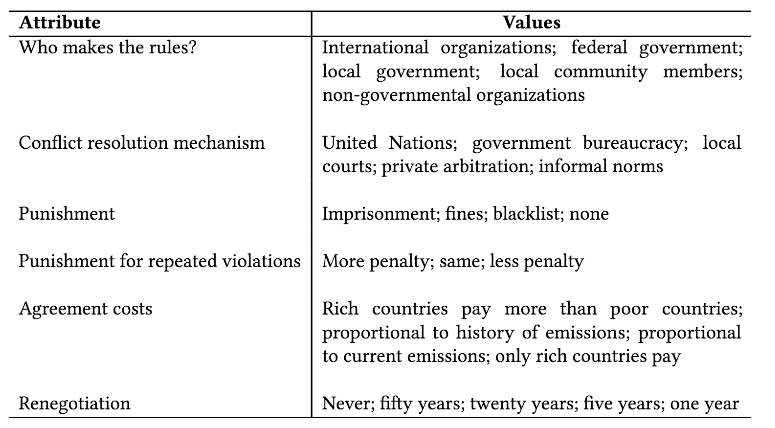 Attribute Values
Who makes the rules? International organizations; federal government;
local government; local community members;
non-governmental organizations
Conflict resolution mechanism United Nations; government bureaucracy; local
courts; private arbitration; informal norms
Punishment Imprisonment; fines; blacklist; none
Punishment for repeated violations More penalty; same; less penalty
Agreement costs Rich countries pay more than poor countries;
proportional to history of emissions; proportional
to current emissions; only rich countries pay
Renegotiation Never; fifty years; twenty years; five years; one year